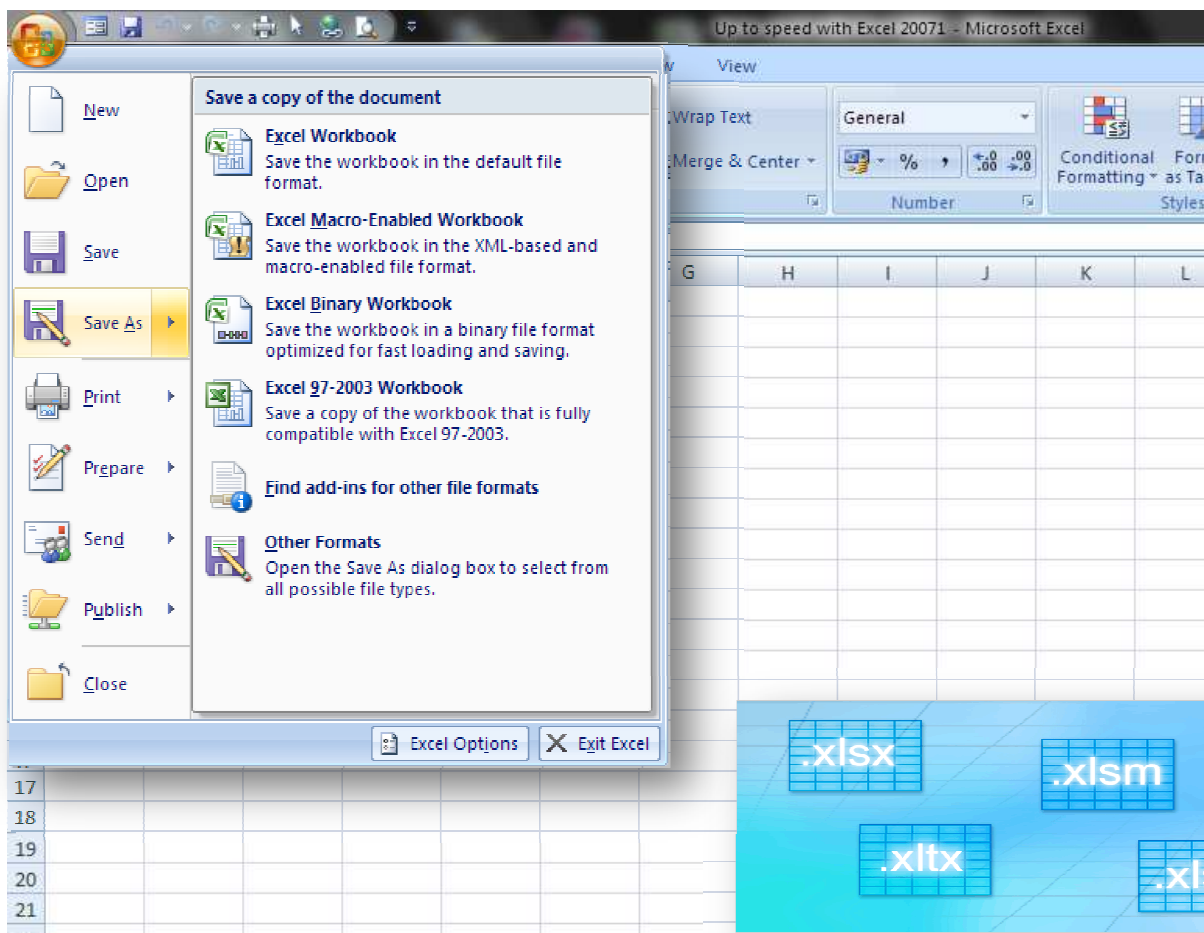 Up to speed with Excel 20071 - Microsoft Excel
View
New
Open
Save
Save As
Print
Prepare
Send
Publish
Close
Save a copy of the document
Excel Workbook
Save the workbook in the default file
format.
Excel Macro-Enabled Workbook
Save the workbook in the XML-based and
macro-enabled file format.
Excel Binary Workbook
Save the workbook in a binary file format
optimized for fast loading and saving.
Excel 97-2003 Workbook
Save a copy of the workbook that is fully
compatible with Excel 97-2003.
Find add-ins for other file formats
Other Formats
Open the Save As dialog box to select from
all possible file types.
Excel Options
Exit Excel
Wrap Text
Merge & Center
General
%
,
.0 .00
.00 .0
Number
Conditional
Formatting
as
Styles
G H I J K L
17
18
19
20
21
.xlsx
.xlsm
.xltx